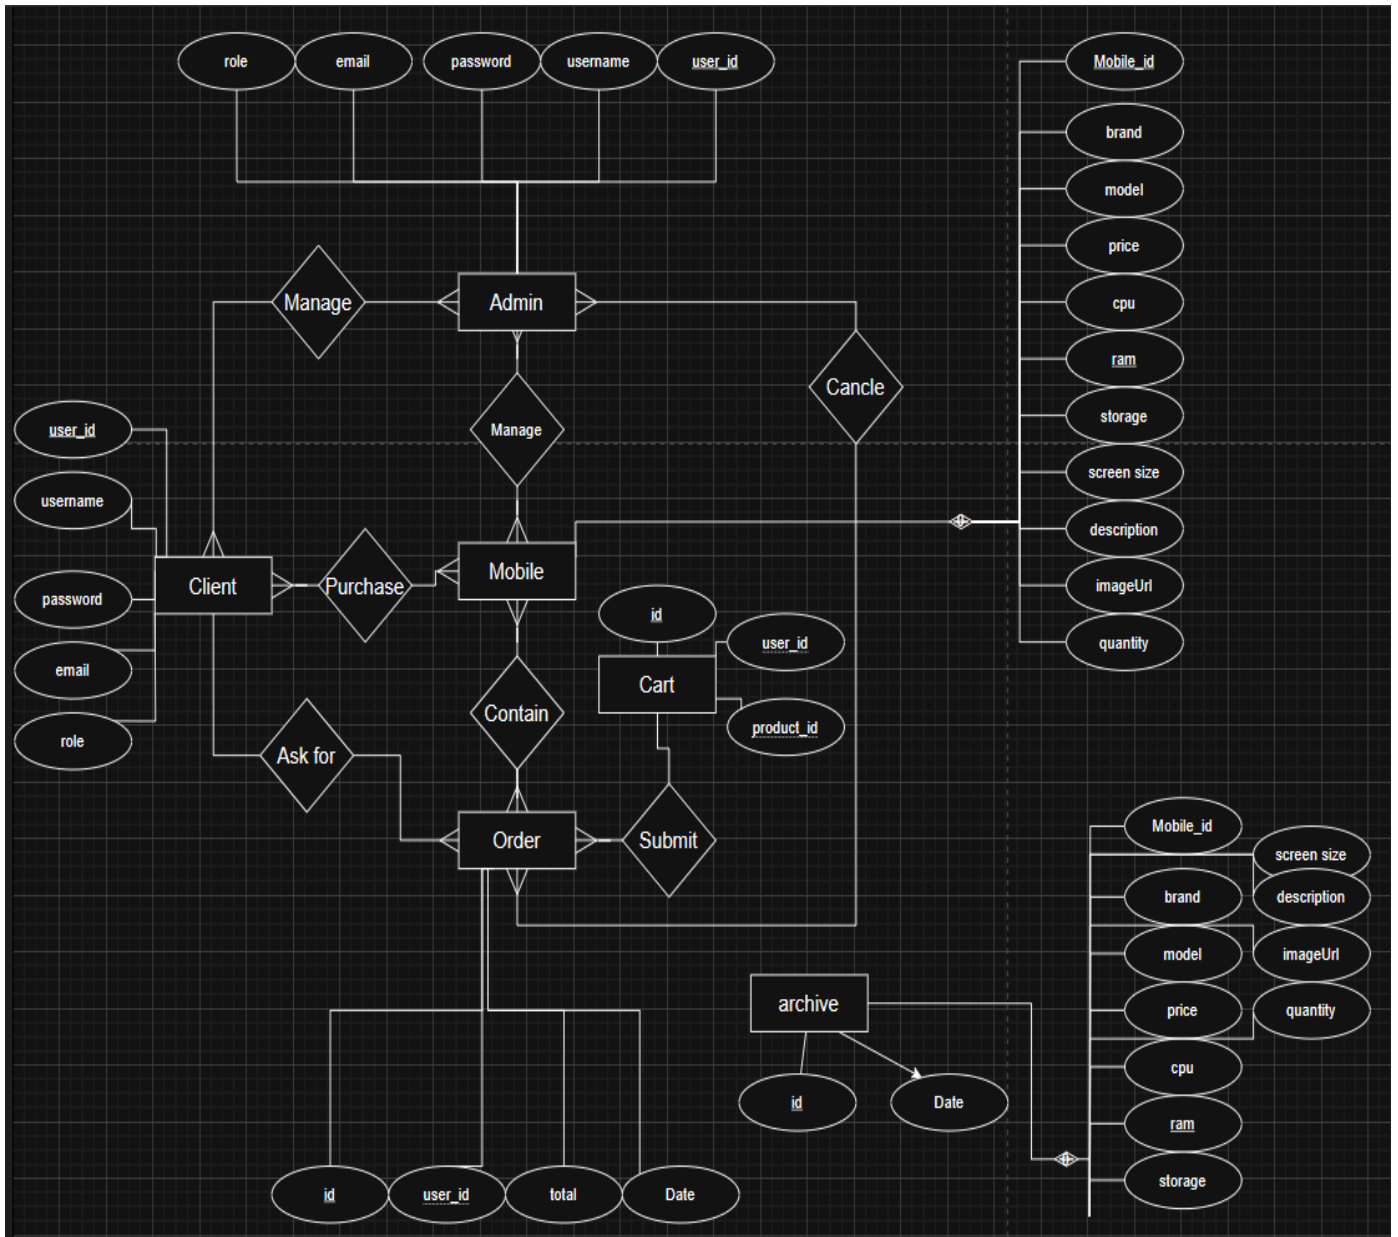 role
email
password
username
user_id
Mobile_id
brand
model
price
cpu
ram
storage
screen size
description
imageUrl
quantity
Manage
Admin
Cancle
Manage
user_id
username
password
email
role
Client
Purchase
Mobile
id
user_id
Cart
product_id
Contain
Ask for
Order
Submit
Mobile_id
screen size
brand
description
model
imageUrl
price
quantity
cpu
ram
storage
archive
id
Date
id
user_id
total
Date